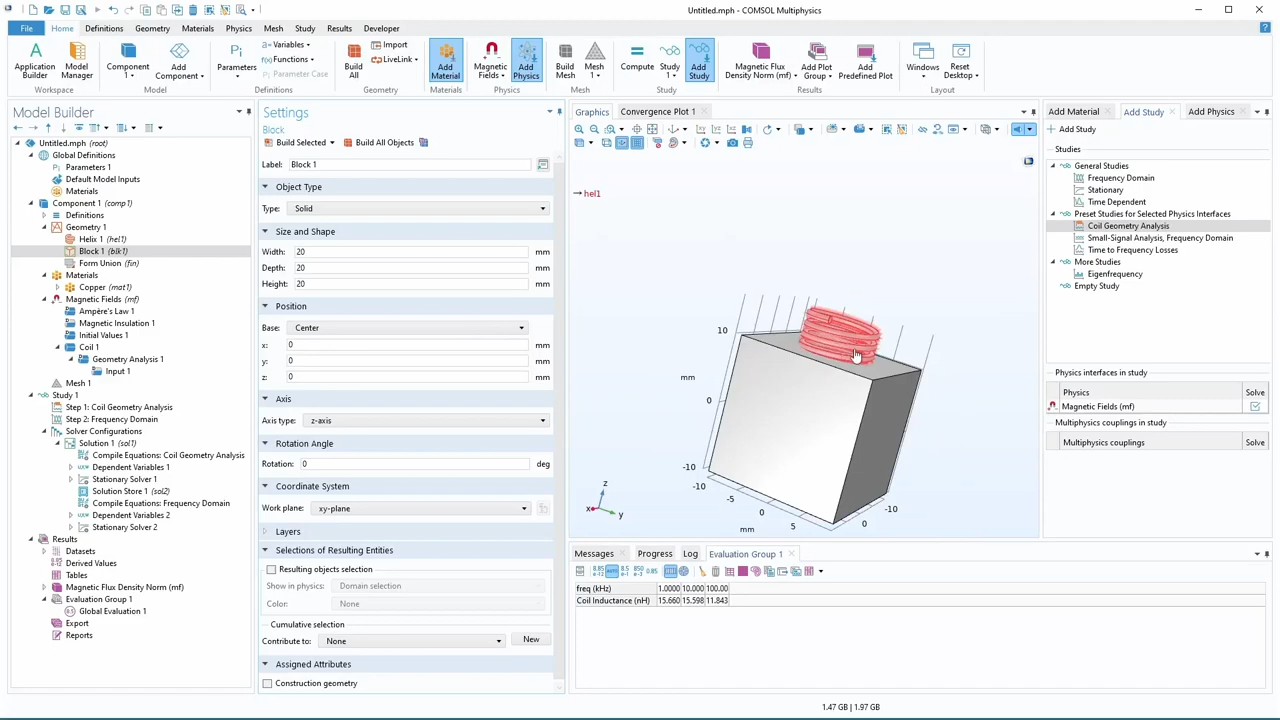 Untitled.mph - COMSOL Multiphysics
File Home Definitions Geometry Materials Physics Mesh Study Results Developer
Application Builder
Model Manager
Workspace
Component 1
Add Component
Model
Parameters
Variables
Functions
Parameter Case
Definitions
Build All
Import
LiveLink
Geometry
Add Material
Materials
Magnetic Fields
Add Physics
Physics
Build Mesh
Mesh 1
Mesh
Compute
Study 1
Add Study
Study
Magnetic Flux Density Norm (mf)
Add Plot Group
Add Predefined Plot
Results
Windows
Reset Desktop
Layout
Model Builder
Untitled.mph (root)
Global Definitions
Parameters 1
Default Model Inputs
Materials
Component 1 (comp1)
Definitions
Geometry 1
Helix 1 (hel1)
Block 1 (blk1)
Form Union (fin)
Materials
Copper (mat1)
Magnetic Fields (mf)
Ampère's Law 1
Magnetic Insulation 1
Initial Values 1
Coil 1
Geometry Analysis 1
Input 1
Mesh 1
Study 1
Step 1: Coil Geometry Analysis
Step 2: Frequency Domain
Solver Configurations
Solution 1 (sol1)
Compile Equations: Coil Geometry Analysis
Dependent Variables 1
Stationary Solver 1
Solution Store 1 (sol2)
Compile Equations: Frequency Domain
Dependent Variables 2
Stationary Solver 2
Results
Datasets
Derived Values
Tables
Magnetic Flux Density Norm (mf)
Evaluation Group 1
Global Evaluation 1
Export
Reports
Settings
Block
Build Selected Build All Objects
Label: Block 1
Object Type
Type: Solid
Size and Shape
Width: 20 mm
Depth: 20 mm
Height: 20 mm
Position
Base: Center
x: 0 mm
y: 0 mm
z: 0 mm
Axis
Axis type: z-axis
Rotation Angle
Rotation: 0 deg
Coordinate System
Work plane: xy-plane
Layers
Selections of Resulting Entities
Resulting objects selection
Show in physics: Domain selection
Color: None
Cumulative selection
Contribute to: None New
Assigned Attributes
Construction geometry
Graphics Convergence Plot 1
hel1
10
mm
0
-10
-10
-5
0
mm
5
0
-10
z
x
y
Messages Progress Log Evaluation Group 1
8.85 e-12 AUTO 8.5 e-1 850 e-3 0.85
freq (kHz) 1.0000 10.000 100.00
Coil Inductance (nH) 15.660 15.598 11.843
Add Material Add Study Add Physics
Add Study
Studies
General Studies
Frequency Domain
Stationary
Time Dependent
Preset Studies for Selected Physics Interfaces
Coil Geometry Analysis
Small-Signal Analysis, Frequency Domain
Time to Frequency Losses
More Studies
Eigenfrequency
Empty Study
Physics interfaces in study
Physics Solve
Magnetic Fields (mf)
Multiphysics couplings in study
Multiphysics couplings Solve
1.47 GB | 1.97 GB